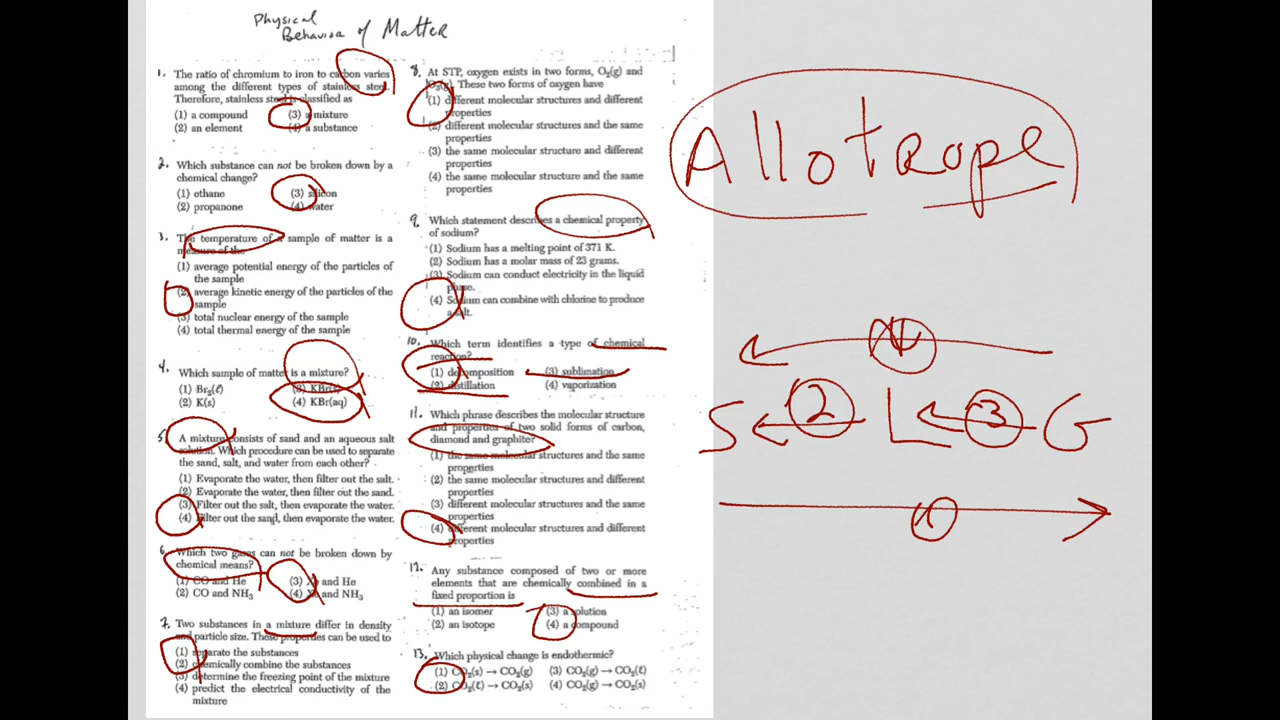 Physical
Behavior of Matter
1. The ratio of chromium to iron to carbon varies
among the different types of stainless steel.
Therefore, stainless steel is classified as
(1) a compound (3) a mixture
(2) an element (4) a substance
2. Which substance can not be broken down by a
chemical change?
(1) ethane (3) silicon
(2) propanone (4) water
3. The temperature of a sample of matter is a
measure of the
(1) average potential energy of the particles of
the sample
(2) average kinetic energy of the particles of the
sample
(3) total nuclear energy of the sample
(4) total thermal energy of the sample
4. Which sample of matter is a mixture?
(1) Br₂(ℓ) (3) KBr(s)
(2) K(s) (4) KBr(aq)
5. A mixture consists of sand and an aqueous salt
solution. Which procedure can be used to separate
the sand, salt, and water from each other?
(1) Evaporate the water, then filter out the salt.
(2) Evaporate the water, then filter out the sand.
(3) Filter out the salt, then evaporate the water.
(4) Filter out the sand, then evaporate the water.
6. Which two gases can not be broken down by
chemical means?
(1) CO and He (3) Xe and He
(2) CO and NH₃ (4) Xe and NH₃
7. Two substances in a mixture differ in density
and particle size. These properties can be used to
(1) separate the substances
(2) chemically combine the substances
(3) determine the freezing point of the mixture
(4) predict the electrical conductivity of the
mixture
8. At STP, oxygen exists in two forms, O₂(g) and
O₃(g). These two forms of oxygen have
(1) different molecular structures and different
properties
(2) different molecular structures and the same
properties
(3) the same molecular structure and different
properties
(4) the same molecular structure and the same
properties
9. Which statement describes a chemical property
of sodium?
(1) Sodium has a melting point of 371 K.
(2) Sodium has a molar mass of 23 grams.
(3) Sodium can conduct electricity in the liquid
phase.
(4) Sodium can combine with chlorine to produce
a salt.
10. Which term identifies a type of chemical
reaction?
(1) decomposition (3) sublimation
(2) distillation (4) vaporization
11. Which phrase describes the molecular structure
and properties of two solid forms of carbon,
diamond and graphite?
(1) the same molecular structures and the same
properties
(2) the same molecular structures and different
properties
(3) different molecular structures and the same
properties
(4) different molecular structures and different
properties
12. Any substance composed of two or more
elements that are chemically combined in a
fixed proportion is
(1) an isomer (3) a solution
(2) an isotope (4) a compound
13. Which physical change is endothermic?
(1) CO₂(s) → CO₂(g) (3) CO₂(g) → CO₂(ℓ)
(2) CO₂(ℓ) → CO₂(s) (4) CO₂(g) → CO₂(s)
Allotrope
4
S ← 2 L ← 3 G
1